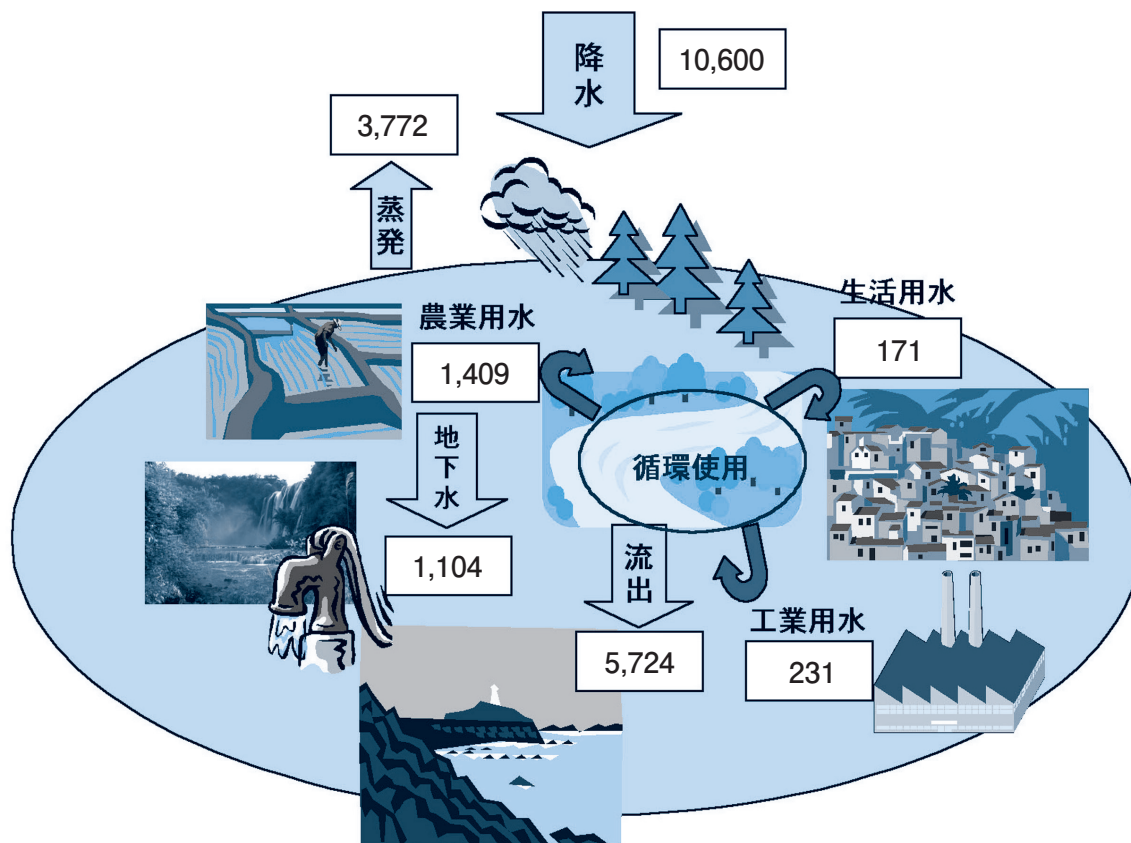 降水
10,600
3,772
蒸発
生活用水
171
農業用水
1,409
地下水
循環使用
1,104
流出
工業用水
5,724
231